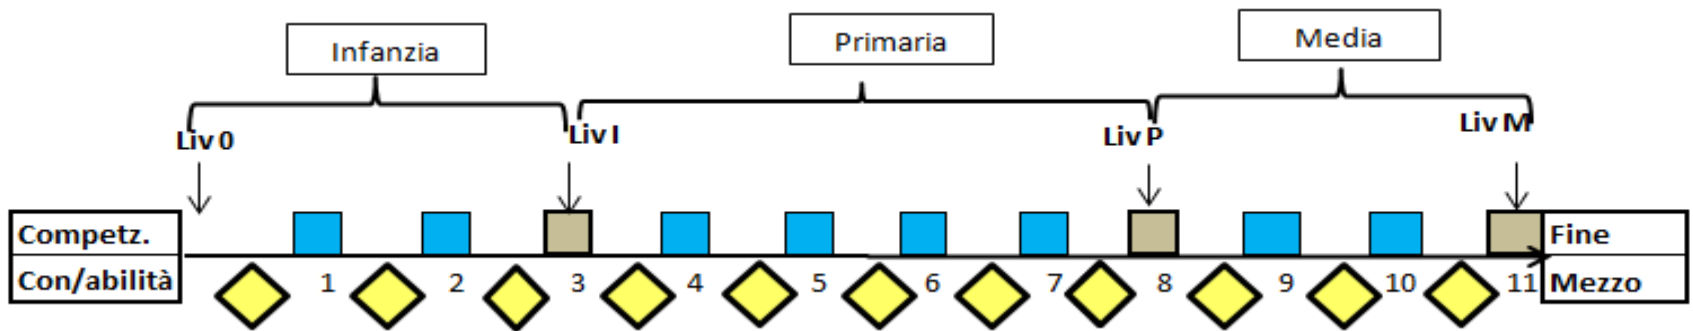 Infanzia
Primaria
Media
Liv 0
Liv I
Liv P
Liv M
Competz.
Fine
Con/abilità
1 2 3 4 5 6 7 8 9 10 11
Mezzo